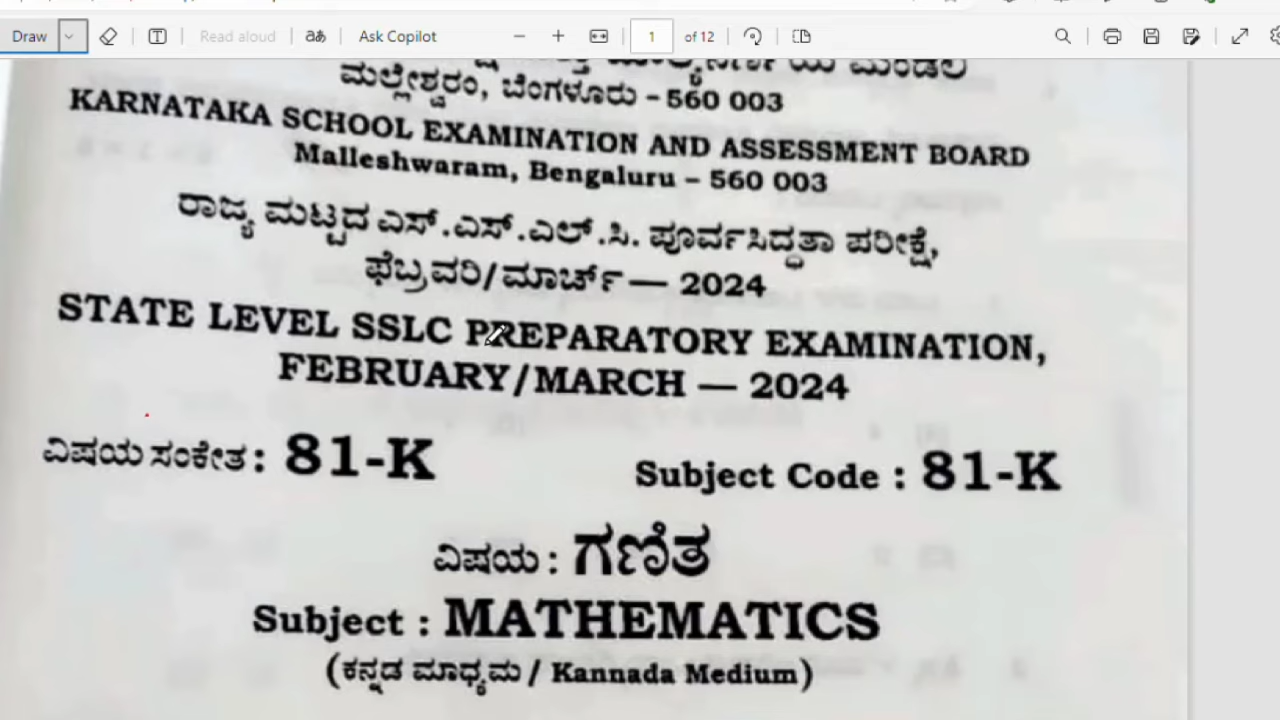 Draw
Read aloud
Ask Copilot
1 of 12
ಮಂಡಲಿ
ಮಲ್ಲೇಶ್ವರಂ, ಬೆಂಗಳೂರು – 560 003
KARNATAKA SCHOOL EXAMINATION AND ASSESSMENT BOARD
Malleshwaram, Bengaluru – 560 003
ರಾಜ್ಯ ಮಟ್ಟದ ಎಸ್.ಎಸ್.ಎಲ್.ಸಿ. ಪೂರ್ವಸಿದ್ಧತಾ ಪರೀಕ್ಷೆ,
ಫೆಬ್ರವರಿ/ಮಾರ್ಚ್ — 2024
STATE LEVEL SSLC PREPARATORY EXAMINATION,
FEBRUARY/MARCH — 2024
ವಿಷಯ ಸಂಕೇತ : 81-K
Subject Code : 81-K
ವಿಷಯ : ಗಣಿತ
Subject : MATHEMATICS
(ಕನ್ನಡ ಮಾಧ್ಯಮ / Kannada Medium)